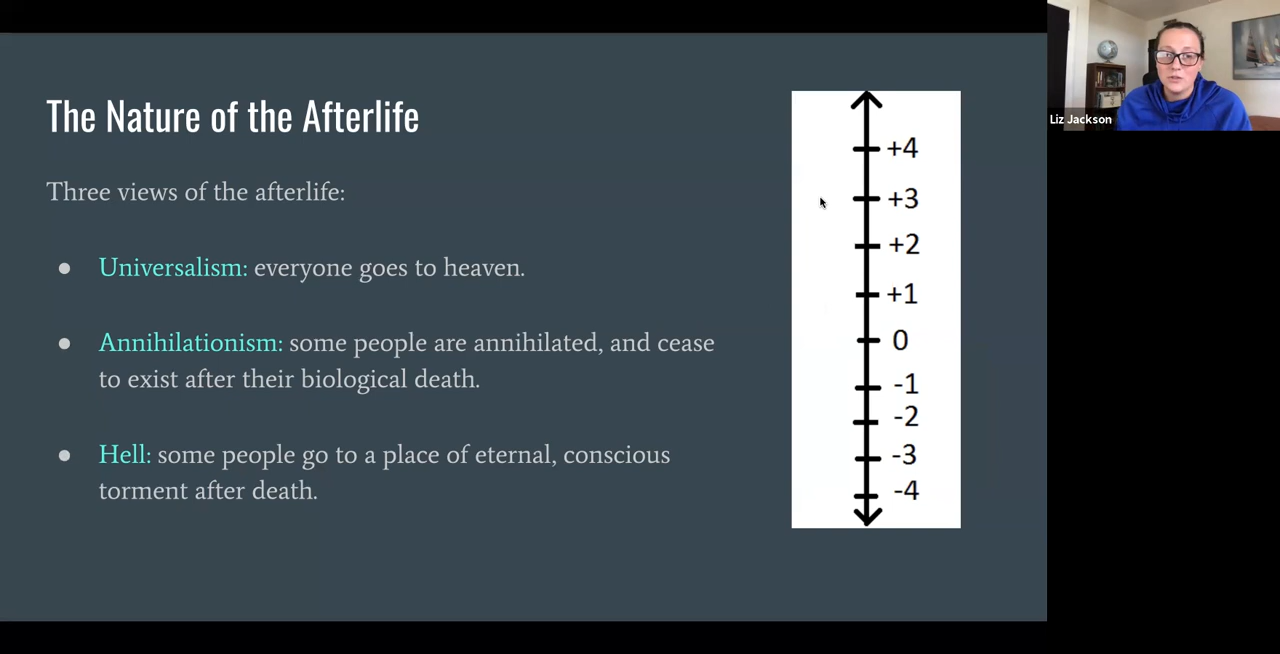 The Nature of the Afterlife
Three views of the afterlife:
● Universalism: everyone goes to heaven.
● Annihilationism: some people are annihilated, and cease
to exist after their biological death.
● Hell: some people go to a place of eternal, conscious
torment after death.
+4
+3
+2
+1
0
-1
-2
-3
-4
Liz Jackson